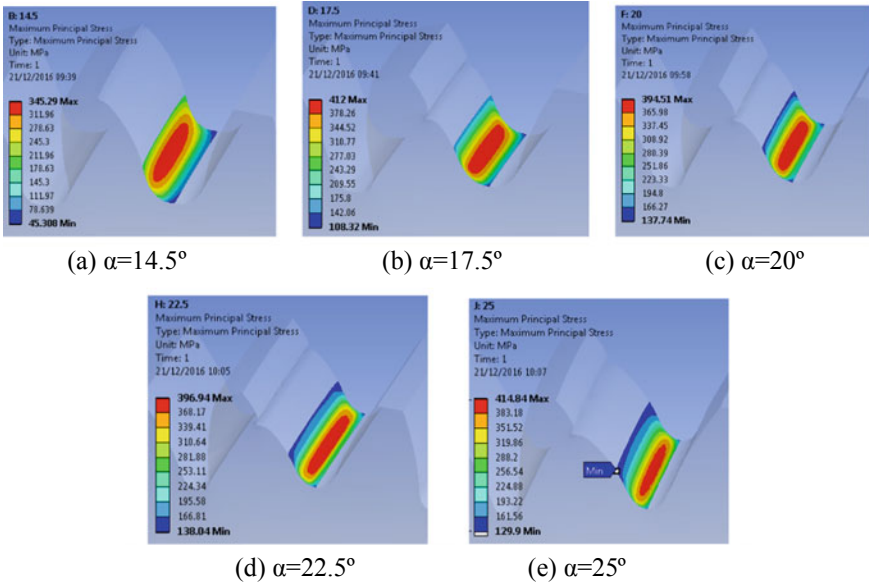 B: 14.5
Maximum Principal Stress
Type: Maximum Principal Stress
Unit: MPa
Time: 1
21/12/2016 09:39
345.29 Max
311.96
278.63
245.3
211.96
178.63
145.3
111.97
78.639
45.308 Min
(a) α=14.5º
D: 17.5
Maximum Principal Stress
Type: Maximum Principal Stress
Unit: MPa
Time: 1
21/12/2016 09:41
412 Max
378.26
344.52
310.77
277.03
243.29
209.55
175.8
142.06
108.32 Min
(b) α=17.5º
F: 20
Maximum Principal Stress
Type: Maximum Principal Stress
Unit: MPa
Time: 1
21/12/2016 09:58
394.51 Max
365.98
337.45
308.92
280.39
251.86
223.33
194.8
166.27
137.74 Min
(c) α=20º
H: 22.5
Maximum Principal Stress
Type: Maximum Principal Stress
Unit: MPa
Time: 1
21/12/2016 10:05
396.94 Max
368.17
339.41
310.64
281.88
253.11
224.34
195.58
166.81
138.04 Min
(d) α=22.5º
J: 25
Maximum Principal Stress
Type: Maximum Principal Stress
Unit: MPa
Time: 1
21/12/2016 10:07
414.84 Max
383.18
351.52
319.86
288.2
256.54
224.88
193.22
161.56
129.9 Min
Min
(e) α=25º